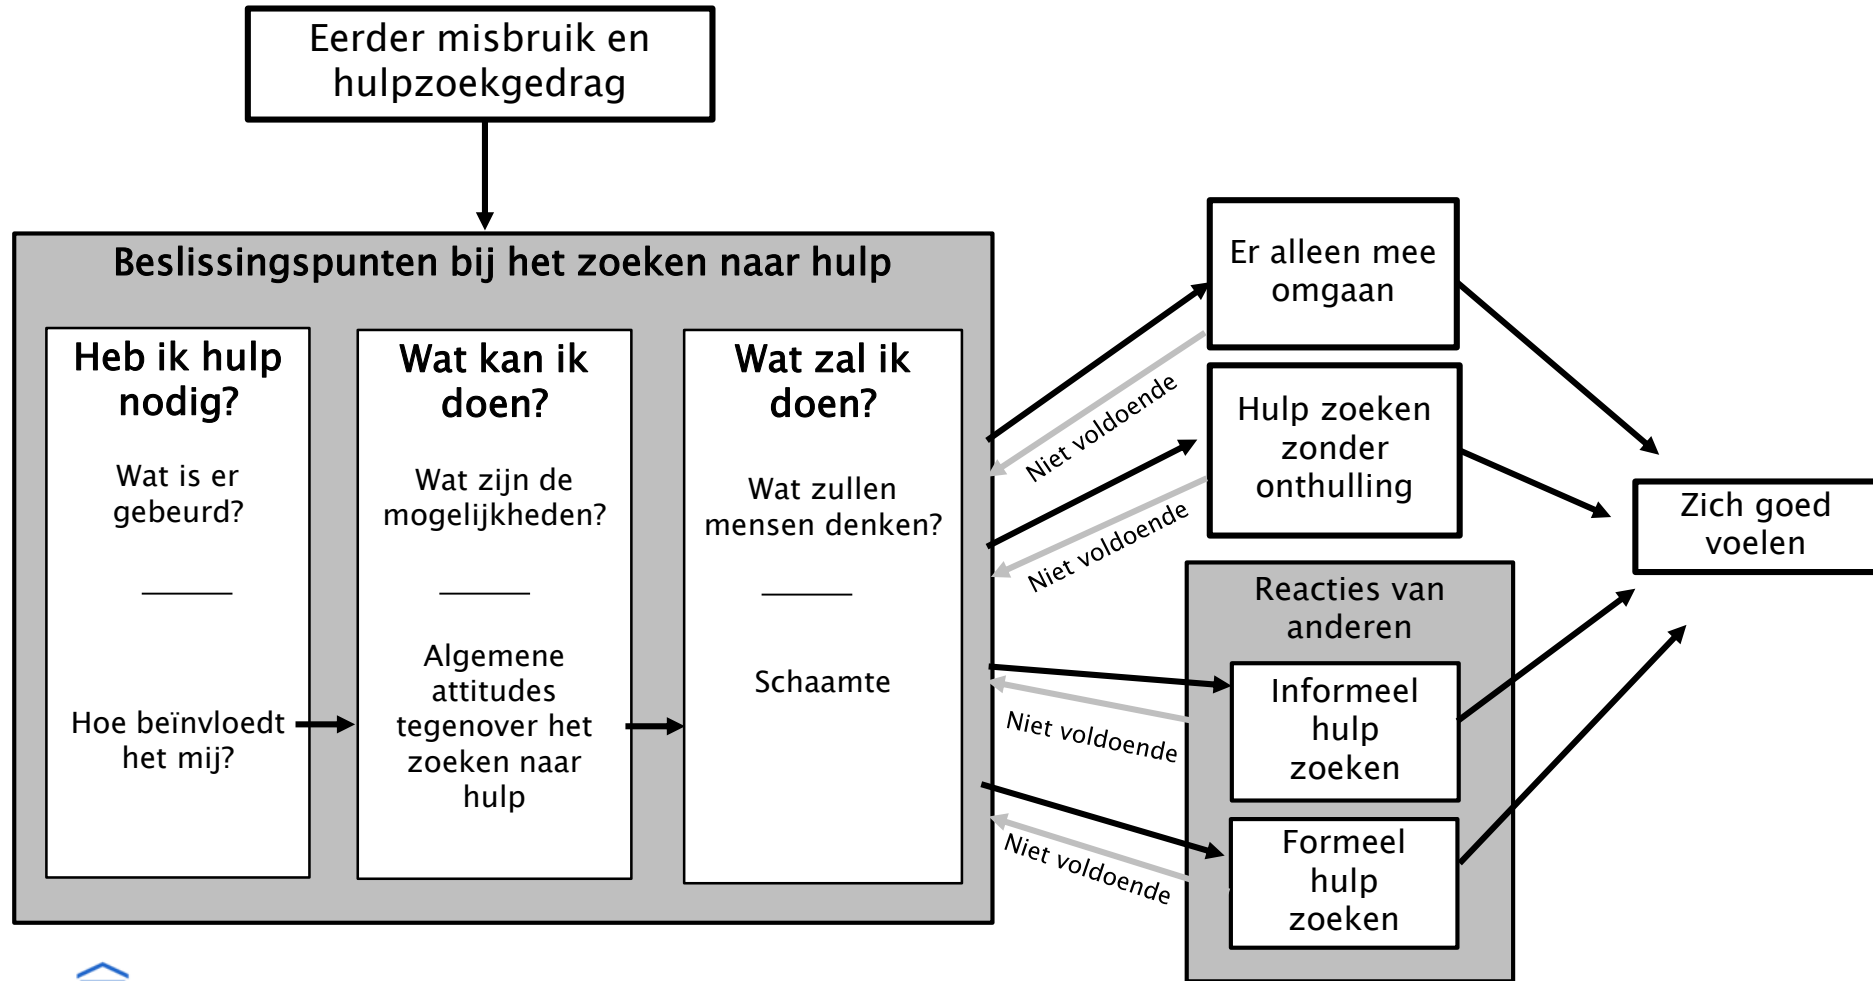 Eerder misbruik en
hulpzoekgedrag
Beslissingspunten bij het zoeken naar hulp
Heb ik hulp
nodig?
Wat is er
gebeurd?
Hoe beïnvloedt
het mij?
Wat kan ik
doen?
Wat zijn de
mogelijkheden?
Algemene
attitudes
tegenover het
zoeken naar
hulp
Wat zal ik
doen?
Wat zullen
mensen denken?
Schaamte
Niet voldoende
Niet voldoende
Niet voldoende
Niet voldoende
Er alleen mee
omgaan
Hulp zoeken
zonder
onthulling
Reacties van
anderen
Informeel
hulp
zoeken
Formeel
hulp
zoeken
Zich goed
voelen